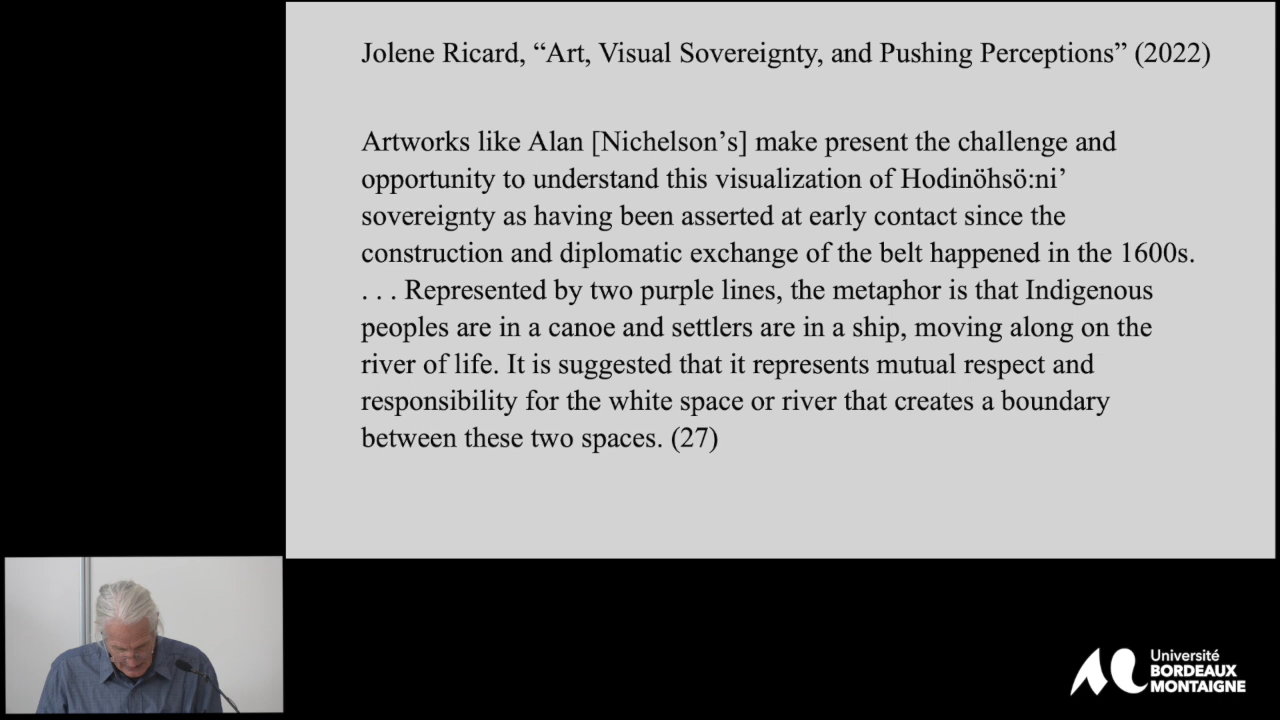 Jolene Ricard, “Art, Visual Sovereignty, and Pushing Perceptions” (2022)
Artworks like Alan [Nichelson’s] make present the challenge and
opportunity to understand this visualization of Hodinöhsö:ni’
sovereignty as having been asserted at early contact since the
construction and diplomatic exchange of the belt happened in the 1600s.
. . . Represented by two purple lines, the metaphor is that Indigenous
peoples are in a canoe and settlers are in a ship, moving along on the
river of life. It is suggested that it represents mutual respect and
responsibility for the white space or river that creates a boundary
between these two spaces. (27)
Université
BORDEAUX
MONTAIGNE